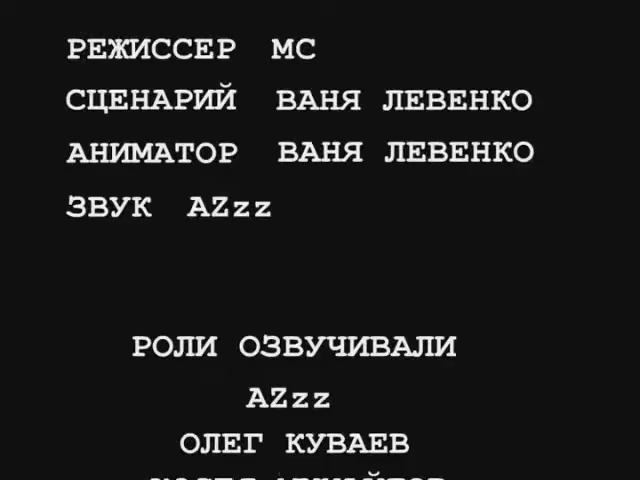 РЕЖИССЕР МС
СЦЕНАРИЙ ВАНЯ ЛЕВЕНКО
АНИМАТОР ВАНЯ ЛЕВЕНКО
ЗВУК AZzz
РОЛИ ОЗВУЧИВАЛИ
AZzz
ОЛЕГ КУВАЕВ